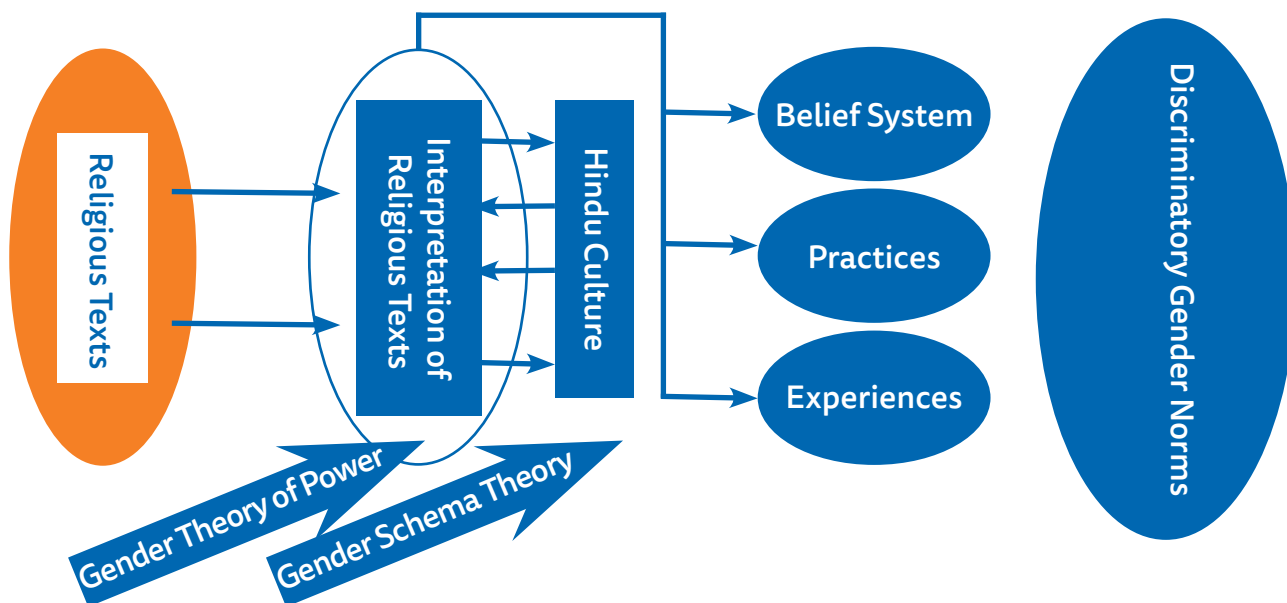 Religious Texts
Interpretation of
Religious Texts
Hindu Culture
Belief System
Practices
Experiences
Discriminatory Gender Norms
Gender Theory of Power
Gender Schema Theory